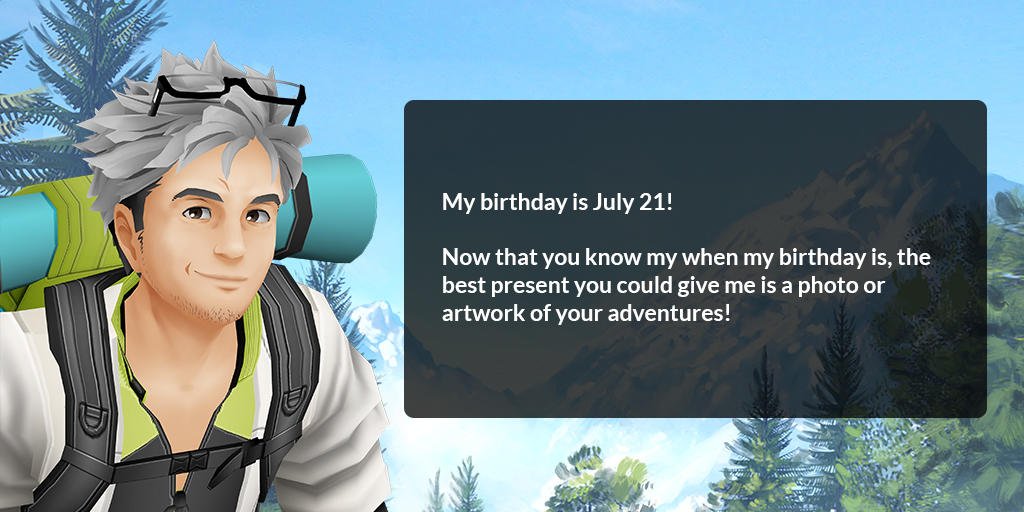 My birthday is July 21!
Now that you know my when my birthday is, the
best present you could give me is a photo or
artwork of your adventures!